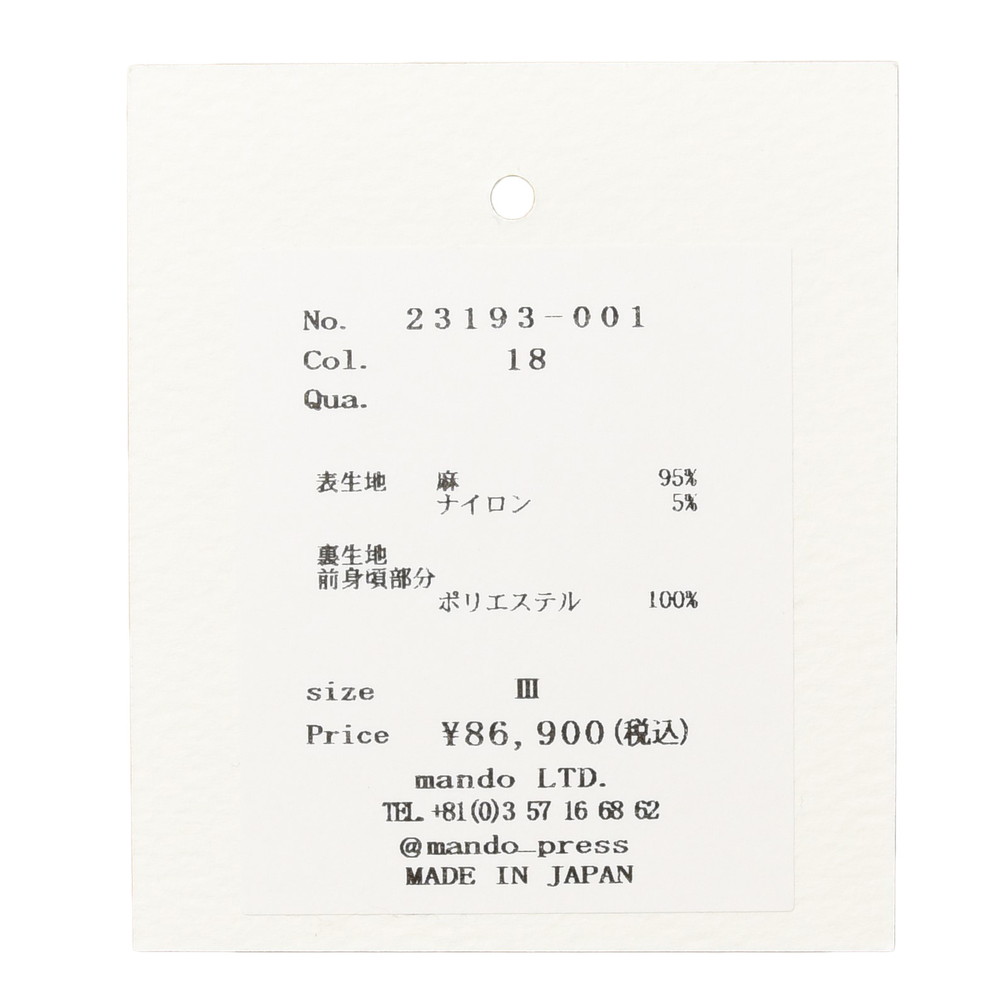 No. 23193-001
Col. 18
Qua.
表生地 麻 95%
ナイロン 5%
裏生地
前身頃部分
ポリエステル 100%
size Ⅲ
Price ¥86,900(税込)
mando LTD.
TEL. +81(0)3 57 16 68 62
@mando_press
MADE IN JAPAN